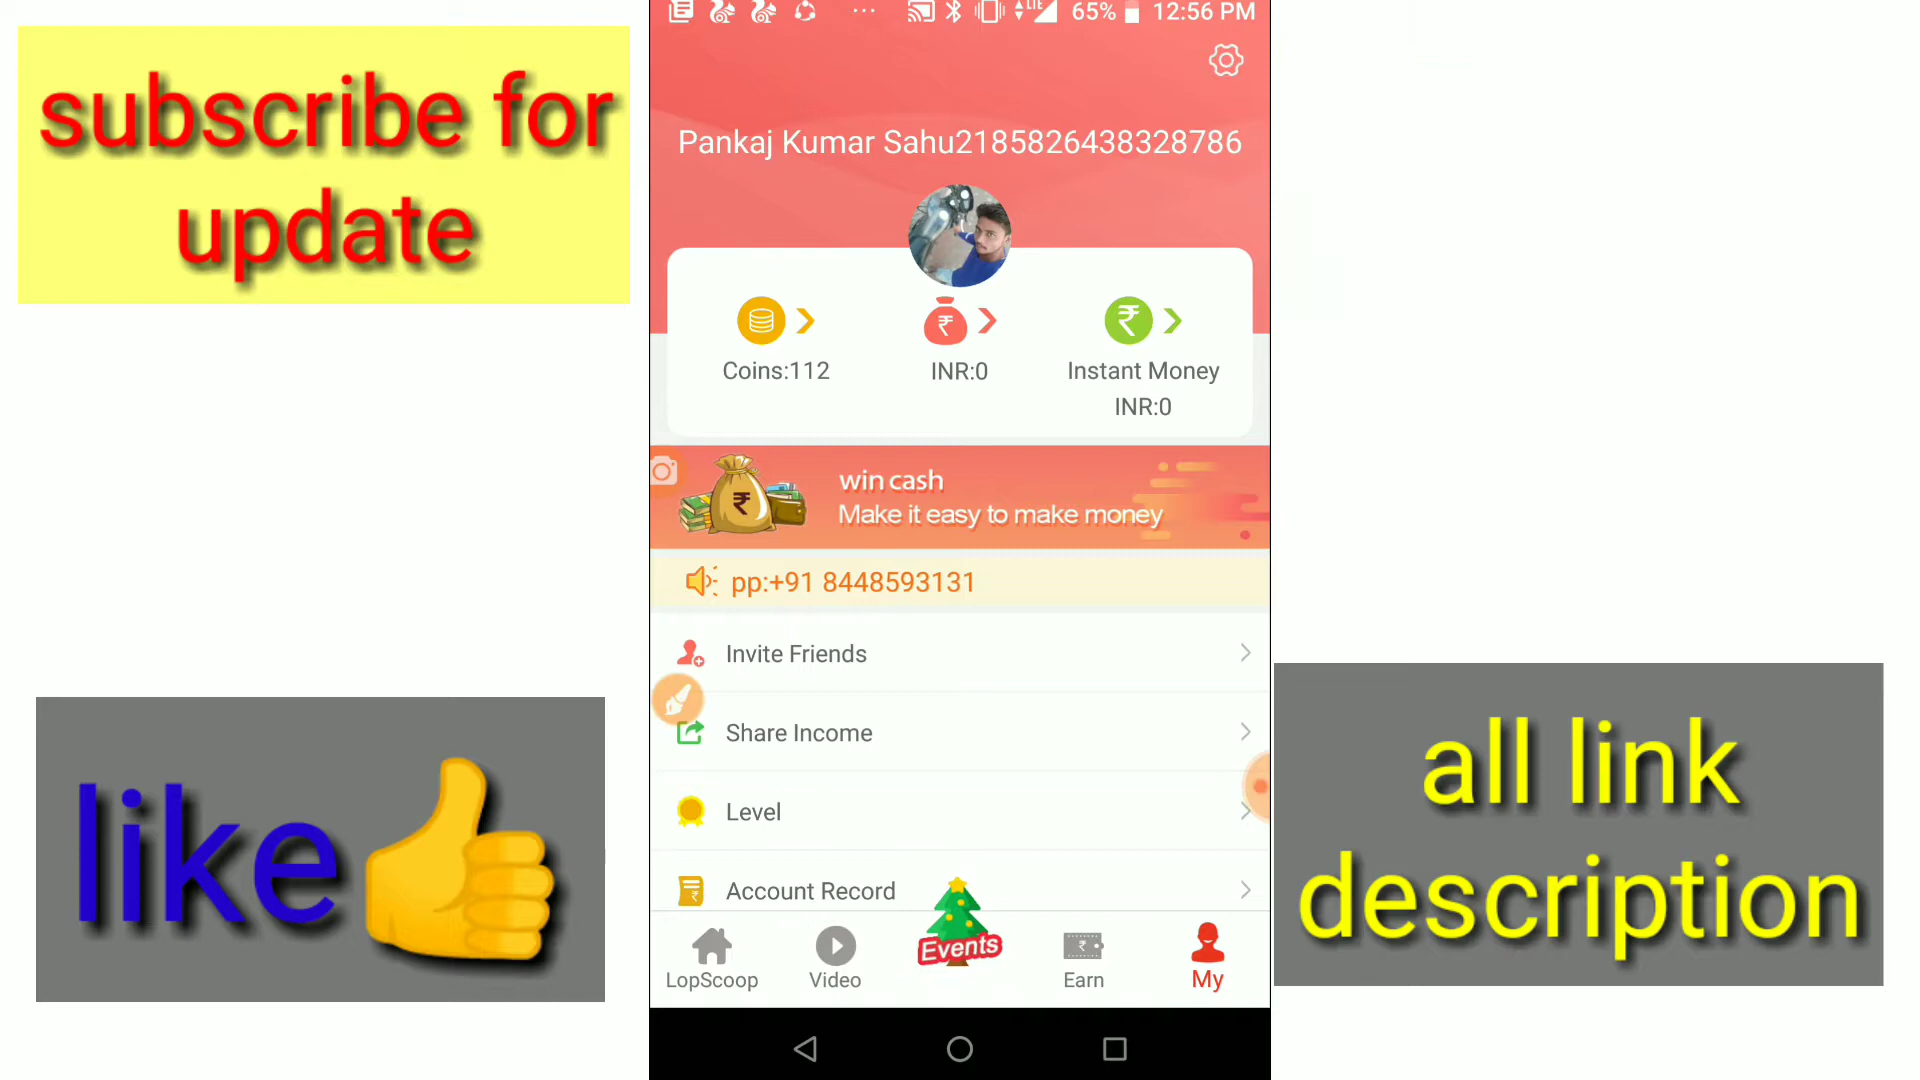 subscribe for
update
65% 12:56 PM
LTE
Pankaj Kumar Sahu2185826438328786
Coins:112
INR:0
Instant Money
INR:0
win cash
Make it easy to make money
pp:+91 8448593131
Invite Friends
Share Income
Level
Account Record
Events
LopScoop
Video
Earn
My
like👍
all link
description